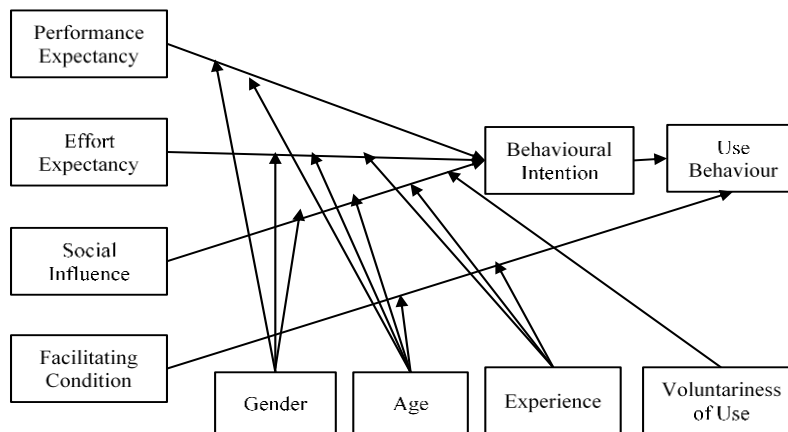 Performance
Expectancy
Effort
Expectancy
Behavioural
Intention
Use
Behaviour
Social
Influence
Facilitating
Condition
Gender
Age
Experience
Voluntariness
of Use